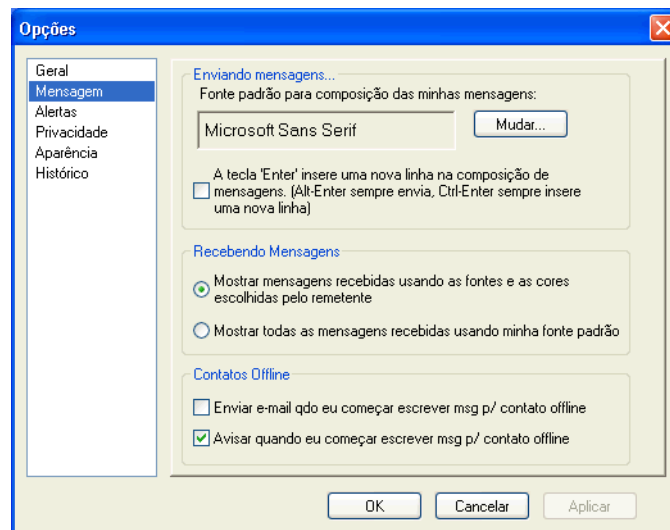 Opções
Geral
Mensagem
Alertas
Privacidade
Aparência
Histórico
Enviando mensagens...
Fonte padrão para composição das minhas mensagens:
Microsoft Sans Serif
Mudar...
A tecla 'Enter' insere uma nova linha na composição de
mensagens. (Alt-Enter sempre envia, Ctrl-Enter sempre insere
uma nova linha)
Recebendo Mensagens
Mostrar mensagens recebidas usando as fontes e as cores
escolhidas pelo remetente
Mostrar todas as mensagens recebidas usando minha fonte padrão
Contatos Offline
Enviar e-mail qdo eu começar escrever msg p/ contato offline
Avisar quando eu começar escrever msg p/ contato offline
OK
Cancelar
Aplicar